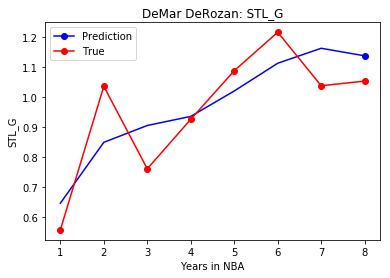 DeMar DeRozan: STL_G
Prediction
True
STL_G
1.2
1.1
1.0
0.9
0.8
0.7
0.6
1 2 3 4 5 6 7 8
Years in NBA